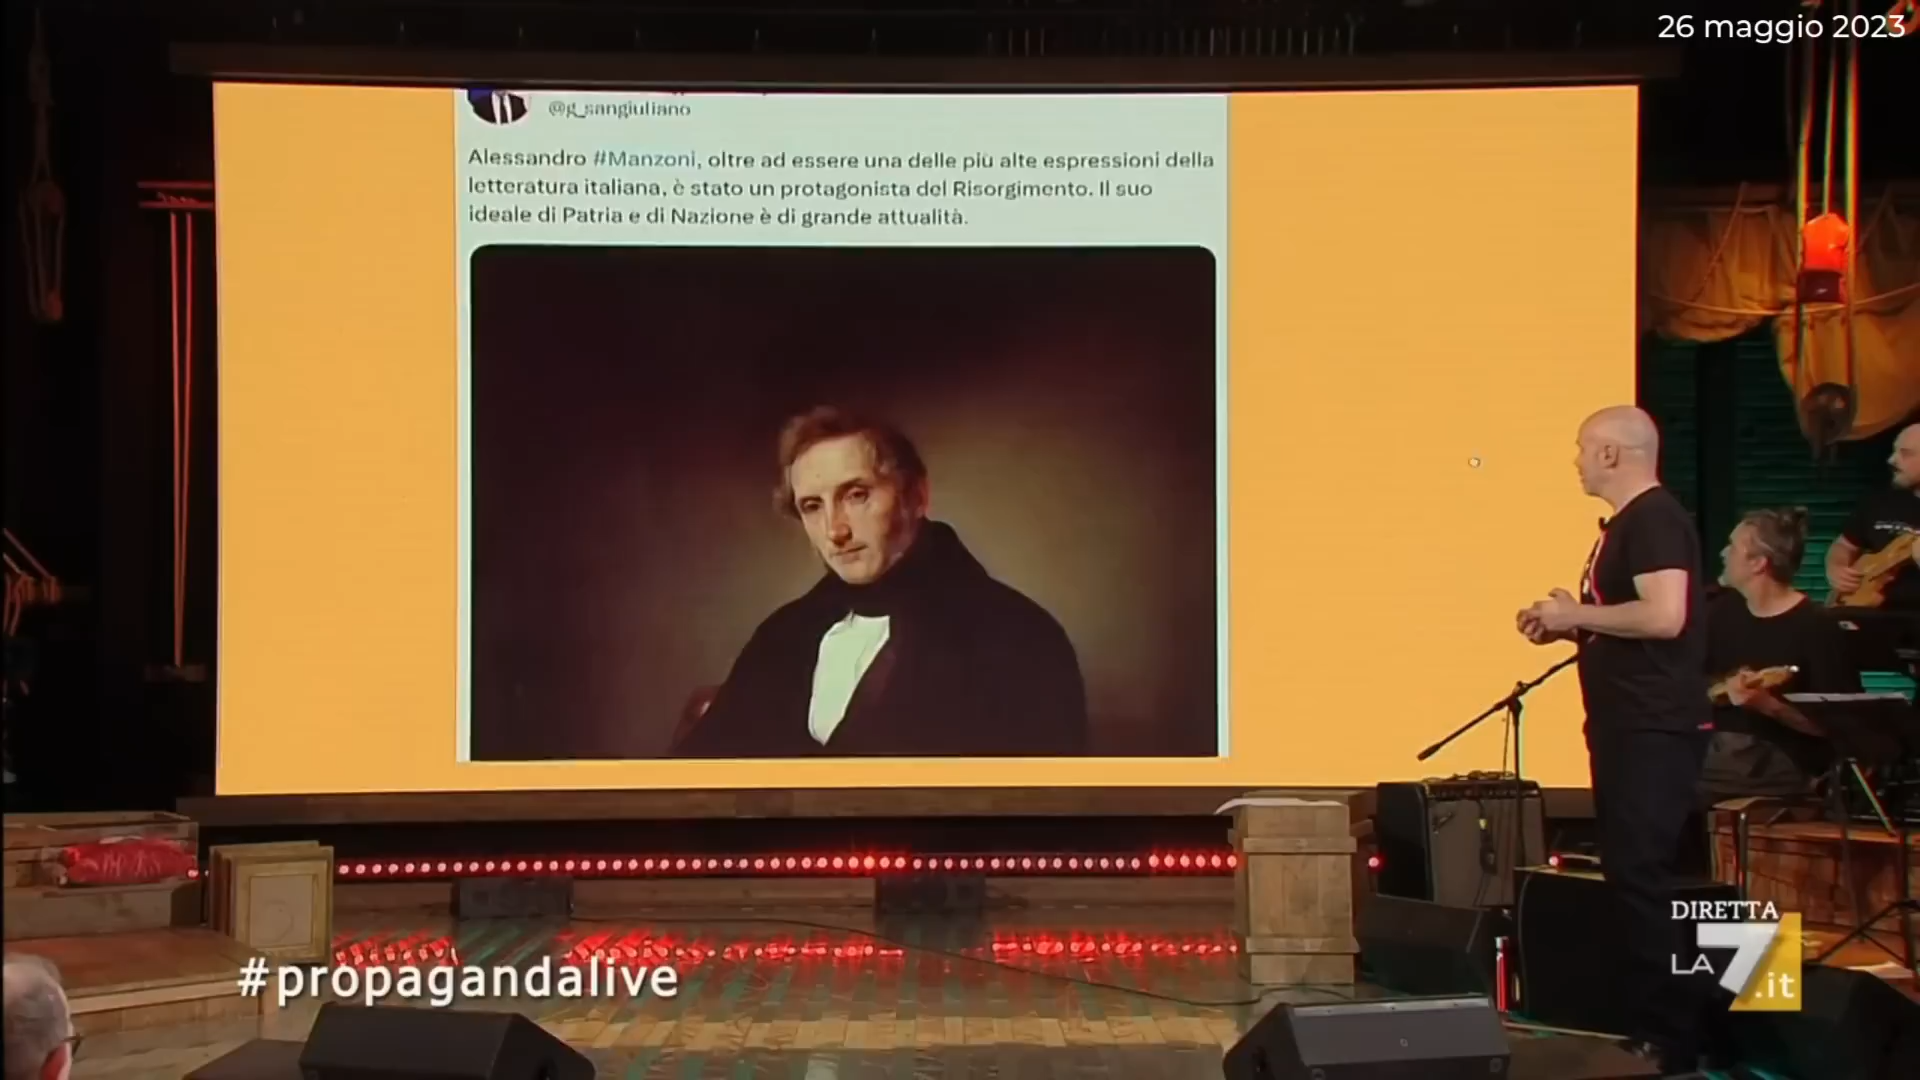 26 maggio 2023
@g_sangiuliano
Alessandro #Manzoni, oltre ad essere una delle più alte espressioni della
letteratura italiana, è stato un protagonista del Risorgimento. Il suo
ideale di Patria e di Nazione è di grande attualità.
DIRETTA
LA7.it
#propagandalive